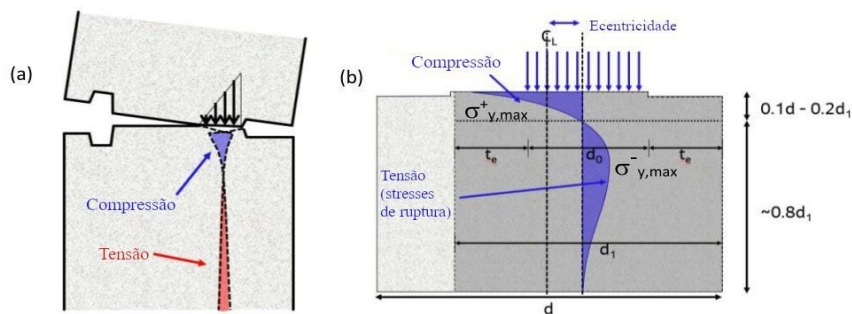 (a)
Compressão
Tensão
(b)
Ecentricidade
C̵L
Compressão
σ⁺y,max
0.1d - 0.2d₁
te
d₀
te
Tensão
(stresses
de ruptura)
σ⁻y,max
~0.8d₁
d₁
d